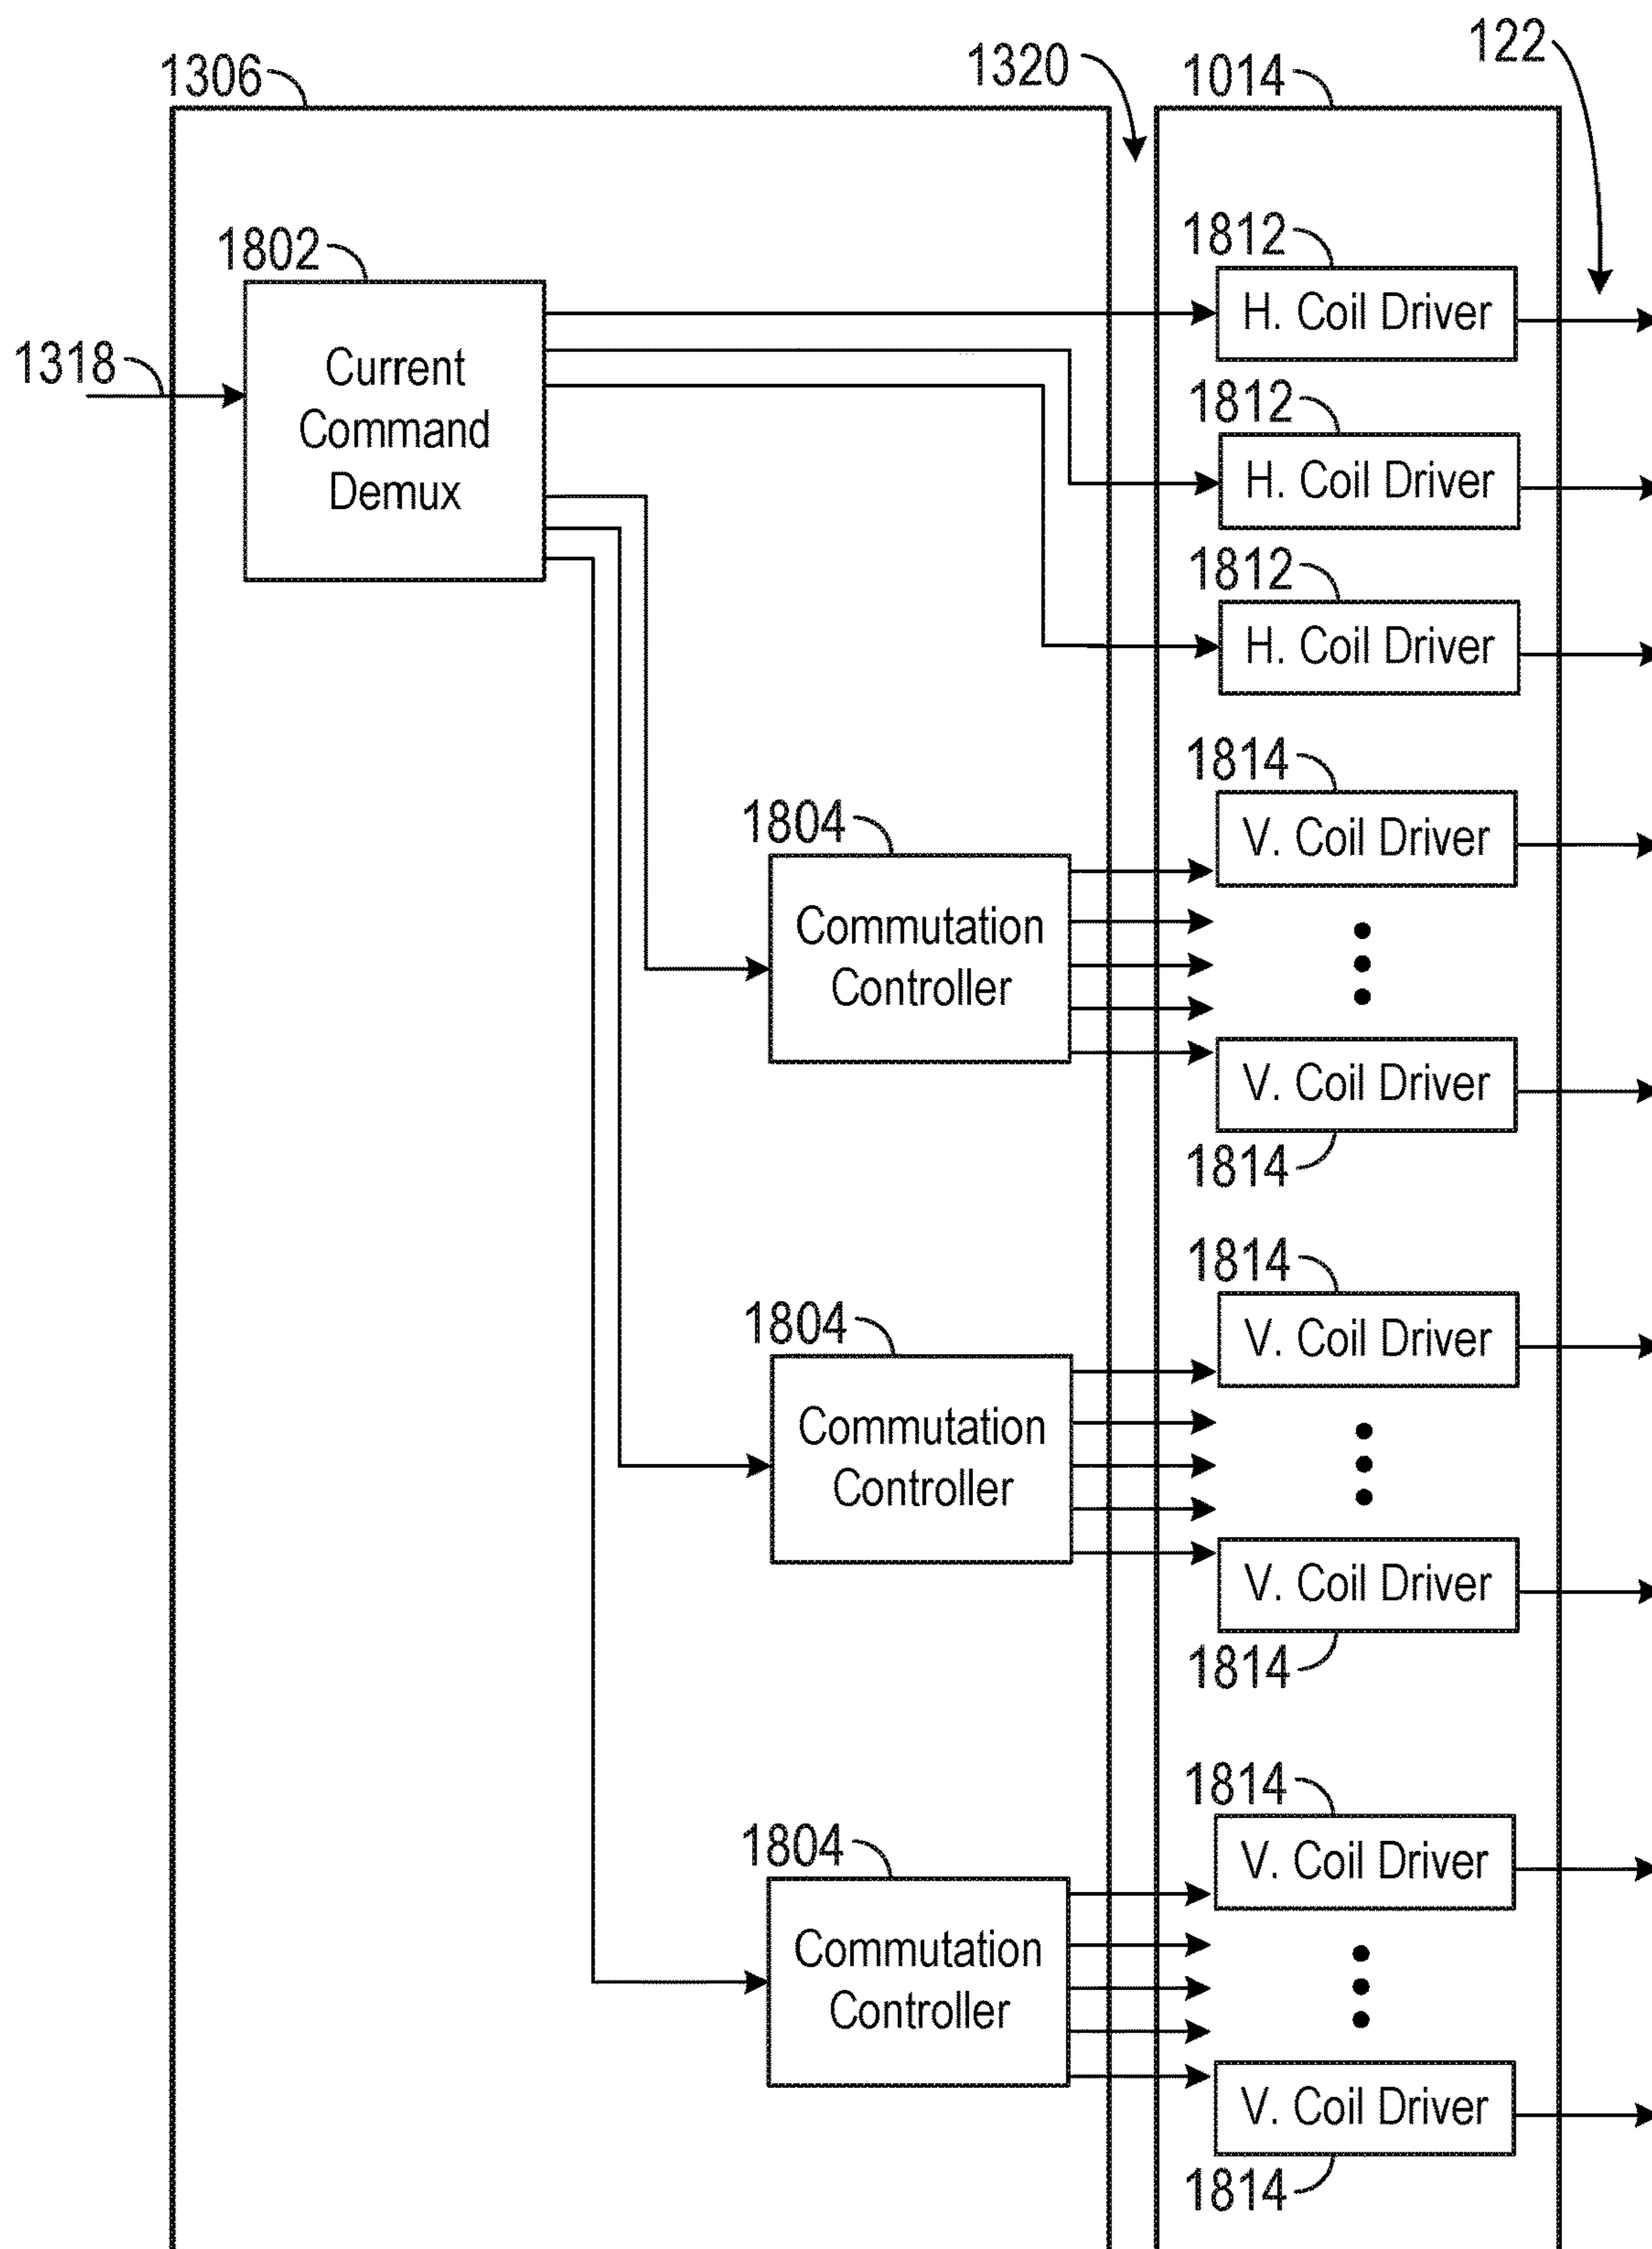 122
1306
1320
1014
1802
1812
H. Coil Driver
1318
Current
Command
Demux
1812
H. Coil Driver
1812
H. Coil Driver
1814
V. Coil Driver
1804
Commutation
Controller
V. Coil Driver
1814
1814
V. Coil Driver
1804
Commutation
Controller
V. Coil Driver
1814
1814
V. Coil Driver
1804
Commutation
Controller
V. Coil Driver
1814